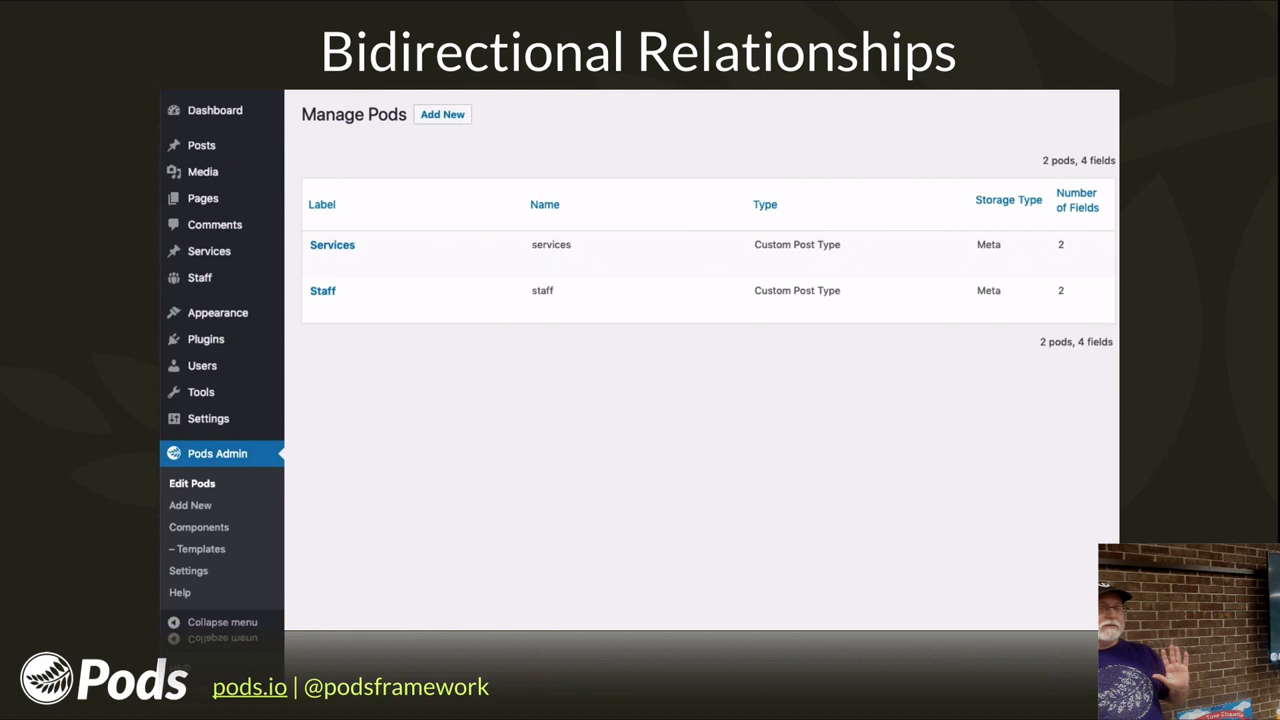 Bidirectional Relationships
Dashboard
Posts
Media
Pages
Comments
Services
Staff
Appearance
Plugins
Users
Tools
Settings
Pods Admin
Edit Pods
Add New
Components
– Templates
Settings
Help
Collapse menu
Collapse menu
Manage Pods Add New
2 pods, 4 fields
Label Name Type Storage Type Number of Fields
Services services Custom Post Type Meta 2
Staff staff Custom Post Type Meta 2
2 pods, 4 fields
Pods pods.io | @podsframework